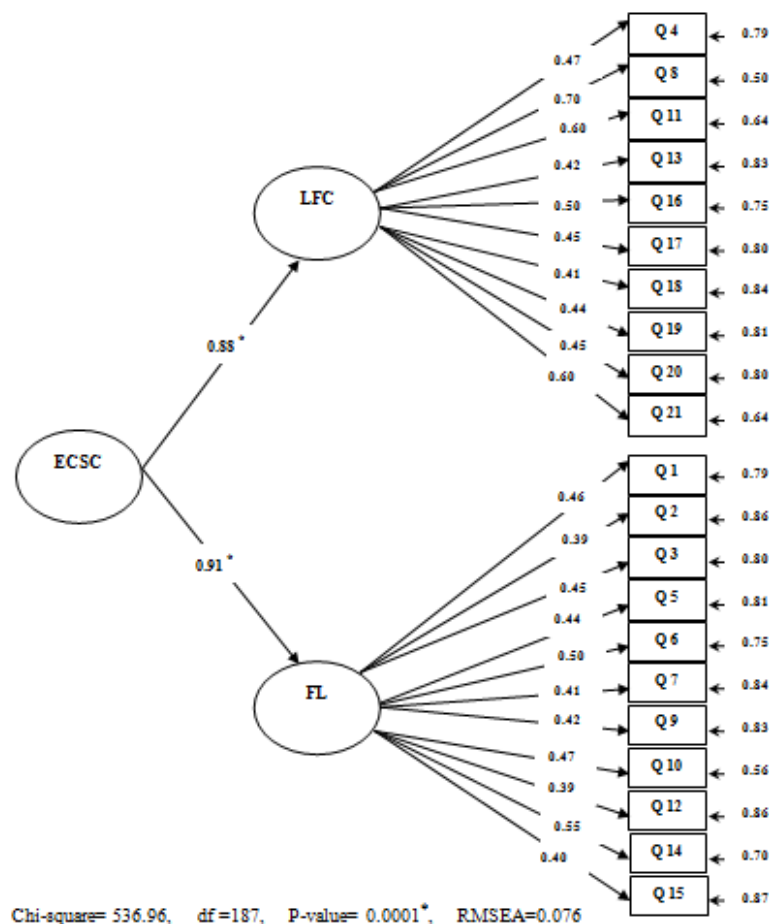 Q 4 0.79
0.47
Q 8 0.50
0.70
Q 11 0.64
0.60
Q 13 0.83
0.42
LFC
Q 16 0.75
0.50
Q 17 0.80
0.45
Q 18 0.84
0.41
Q 19 0.81
0.44
0.88 *
0.45
Q 20 0.80
0.60
Q 21 0.64
ECSC
Q 1 0.79
0.46
Q 2 0.86
0.39
Q 3 0.80
0.91 *
0.45
Q 5 0.81
0.44
Q 6 0.75
0.50
Q 7 0.84
FL
0.41
Q 9 0.83
0.42
Q 10 0.56
0.47
0.39
Q 12 0.86
0.55
Q 14 0.70
0.40
Q 15 0.87
Chi-square= 536.96, df =187, P-value= 0.0001*, RMSEA=0.076